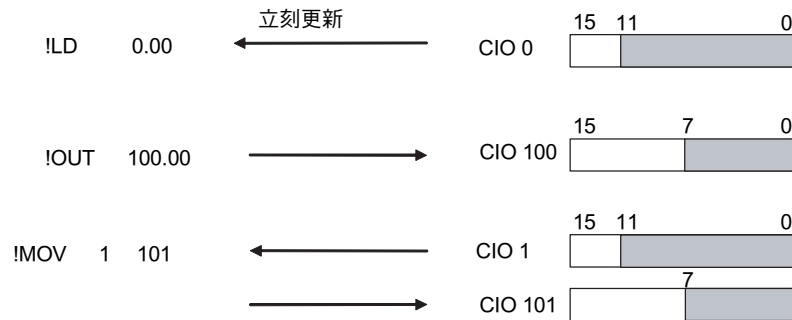 立刻更新
15 11 0
!LD 0.00 CIO 0
15 7 0
!OUT 100.00 CIO 100
15 11 0
!MOV 1 101 CIO 1
7
CIO 101